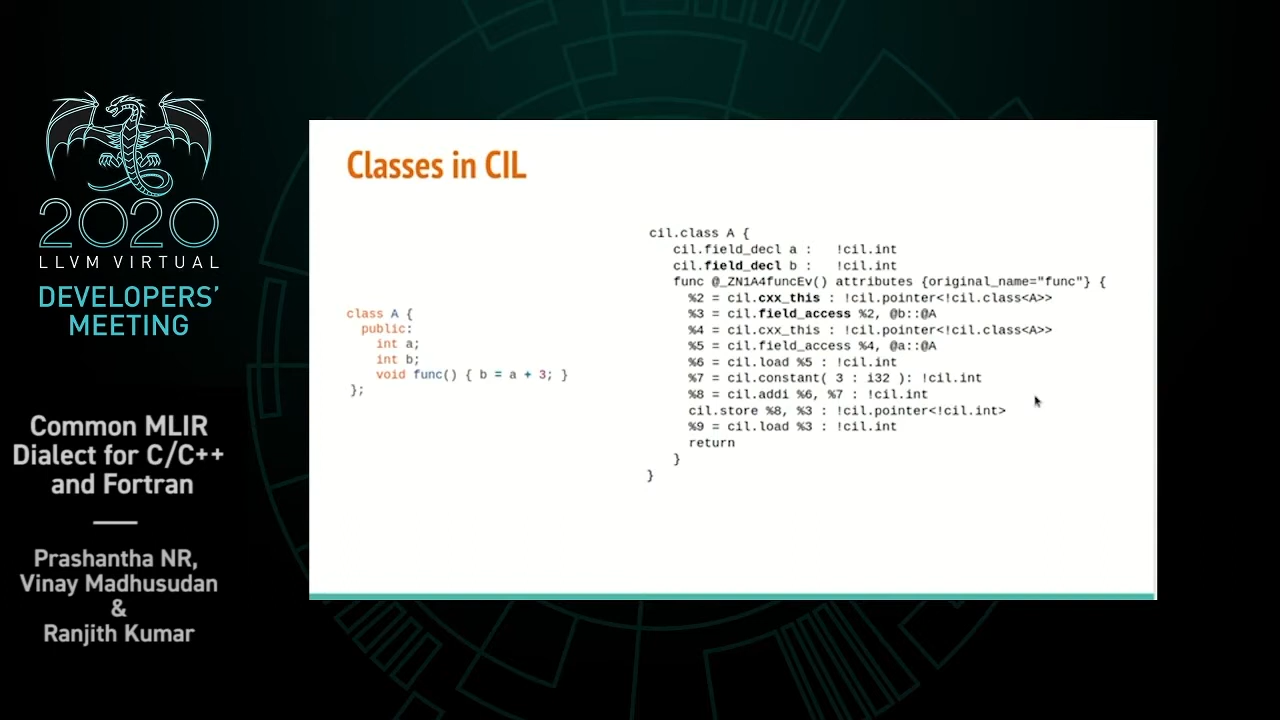 2020
LLVM VIRTUAL
DEVELOPERS'
MEETING
Common MLIR
Dialect for C/C++
and Fortran
Prashantha NR,
Vinay Madhusudan
&
Ranjith Kumar
Classes in CIL
class A {
public:
int a;
int b;
void func() { b = a + 3; }
};
cil.class A {
cil.field_decl a : !cil.int
cil.field_decl b : !cil.int
func @_ZN1A4funcEv() attributes {original_name="func"} {
%2 = cil.cxx_this : !cil.pointer<!cil.class<A>>
%3 = cil.field_access %2, @b::@A
%4 = cil.cxx_this : !cil.pointer<!cil.class<A>>
%5 = cil.field_access %4, @a::@A
%6 = cil.load %5 : !cil.int
%7 = cil.constant( 3 : i32 ): !cil.int
%8 = cil.addi %6, %7 : !cil.int
cil.store %8, %3 : !cil.pointer<!cil.int>
%9 = cil.load %3 : !cil.int
return
}
}